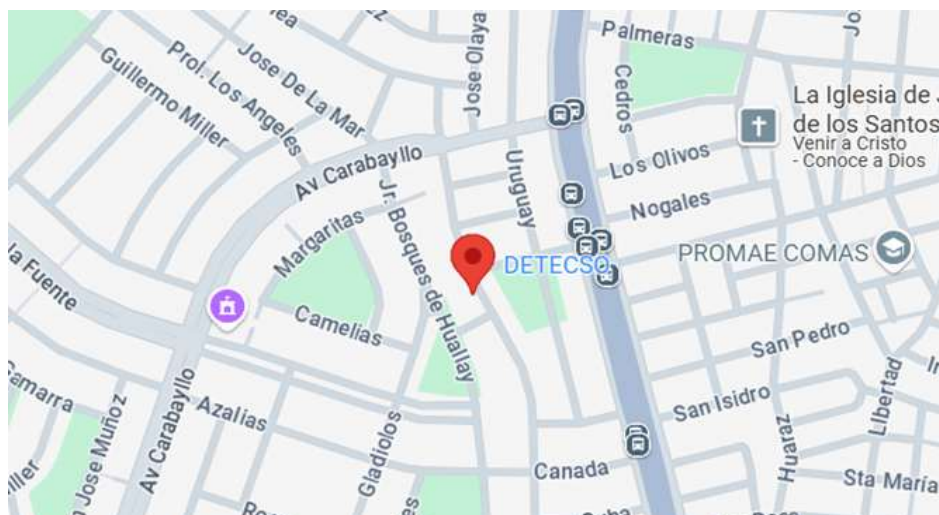 Palmeras
Jose Olaya
Jose De La Mar
Prol. Los Angeles
Guillermo Miller
Cedros
La Iglesia de
de los Santos
Venir a Cristo
- Conoce a Dios
Los Olivos
Uruguay
Av Carabayllo
Nogales
Margaritas
Jr. Bosques de Huallay
DETECSO
PROMAE COMAS
la Fuente
Camelias
San Pedro
Camarra
Azalias
San Isidro
Libertad
Jose Muñoz
Av Carabayllo
Gladiolos
Canada
Huaraz
Sta María